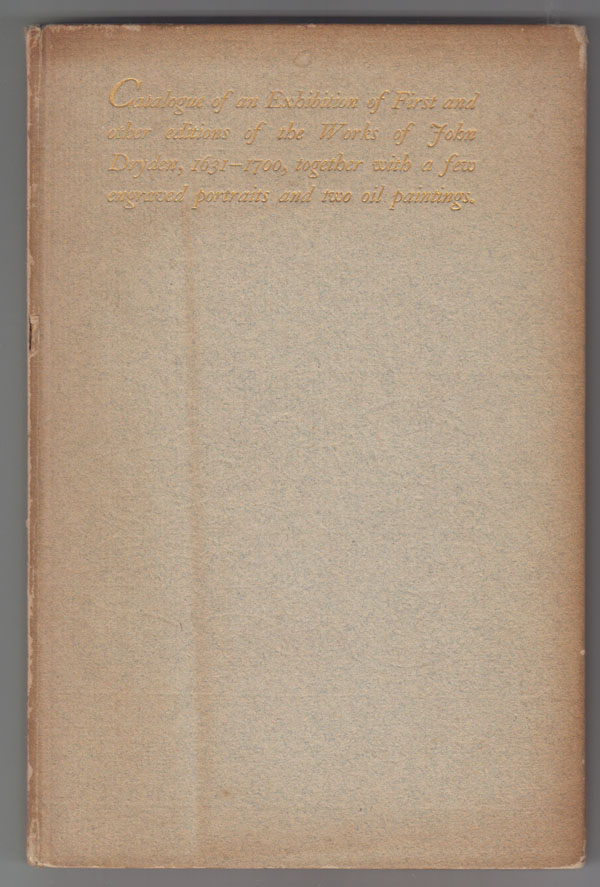 Catalogue of an Exhibition of First and
other editions of the Works of John
Dryden, 1631–1700, together with a few
engraved portraits and two oil paintings.